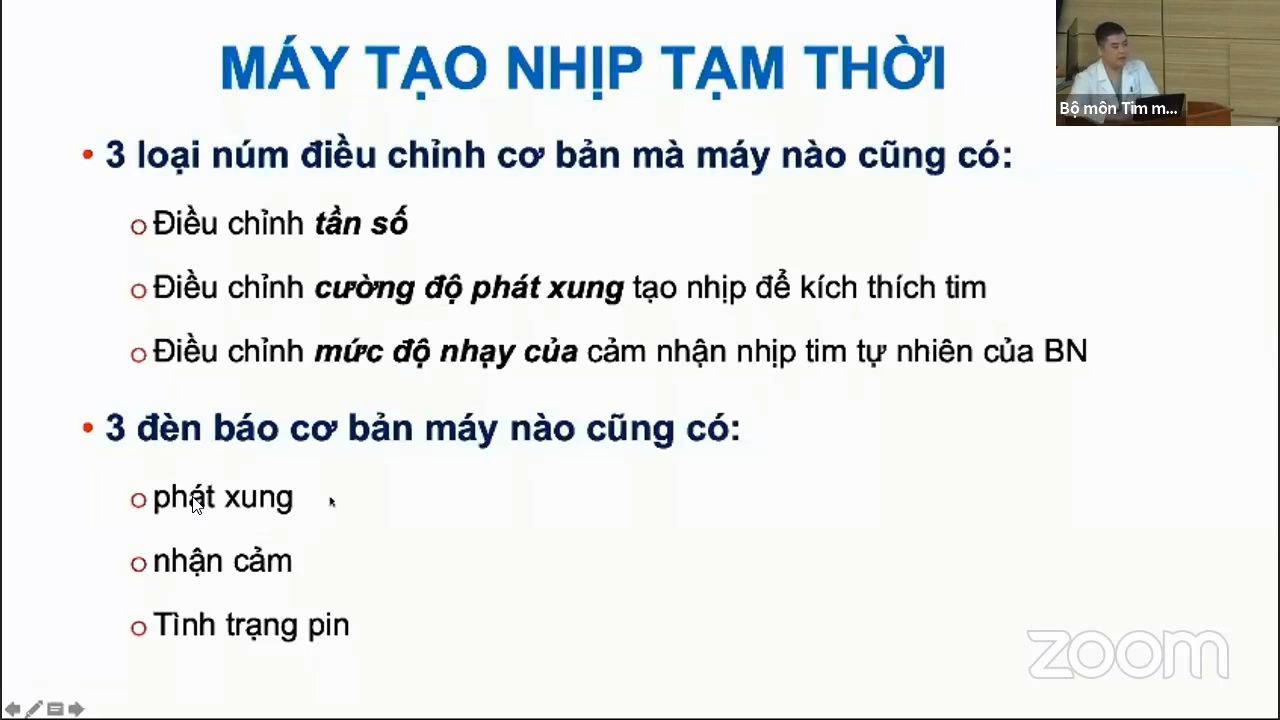 MÁY TẠO NHỊP TẠM THỜI
Bộ môn Tim m...
• 3 loại núm điều chỉnh cơ bản mà máy nào cũng có:
o Điều chỉnh tần số
o Điều chỉnh cường độ phát xung tạo nhịp để kích thích tim
o Điều chỉnh mức độ nhạy của cảm nhận nhịp tim tự nhiên của BN
• 3 đèn báo cơ bản máy nào cũng có:
o phát xung
o nhận cảm
o Tình trạng pin
zoom